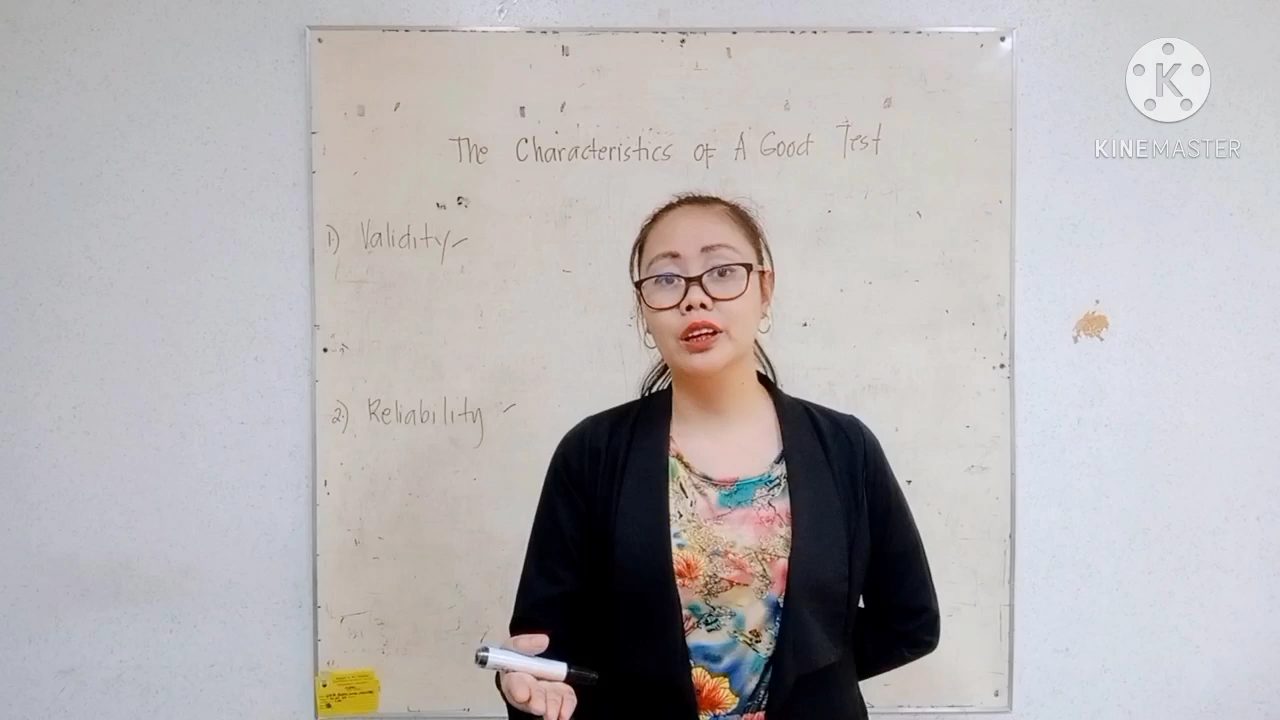 The Characteristics of A Good Test
1) Validity-
2) Reliability -
KINEMASTER